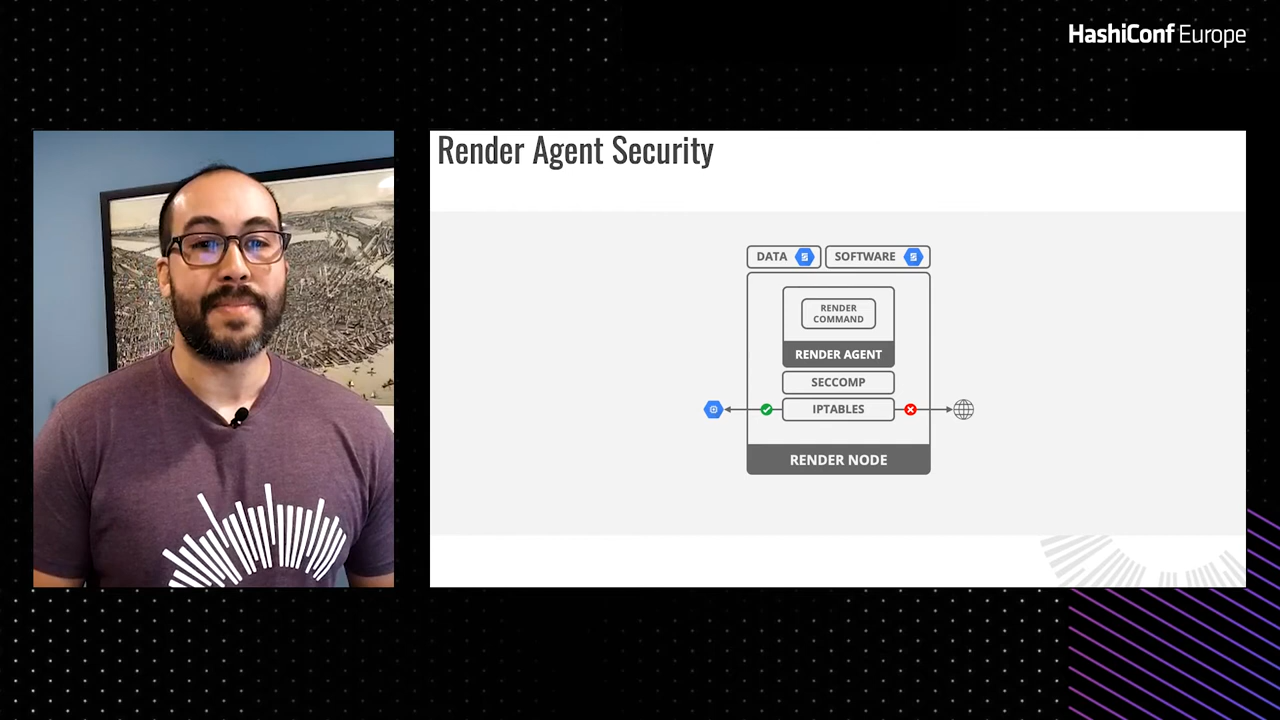 HashiConf Europe
Render Agent Security
DATA
SOFTWARE
RENDER
COMMAND
RENDER AGENT
SECCOMP
IPTABLES
RENDER NODE